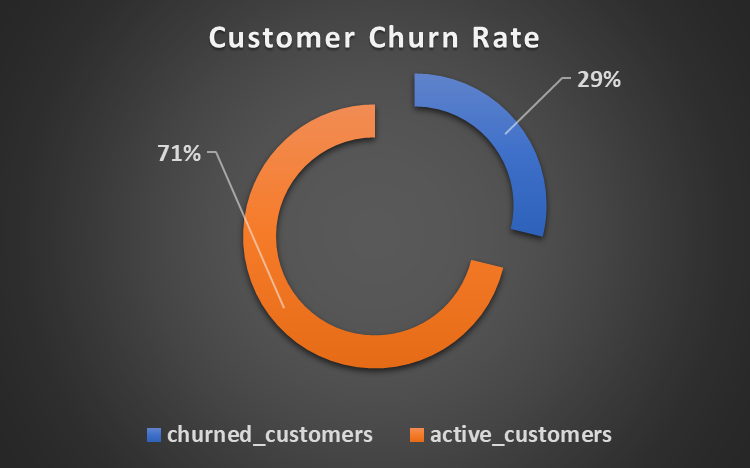 Customer Churn Rate
29%
71%
churned_customers
active_customers